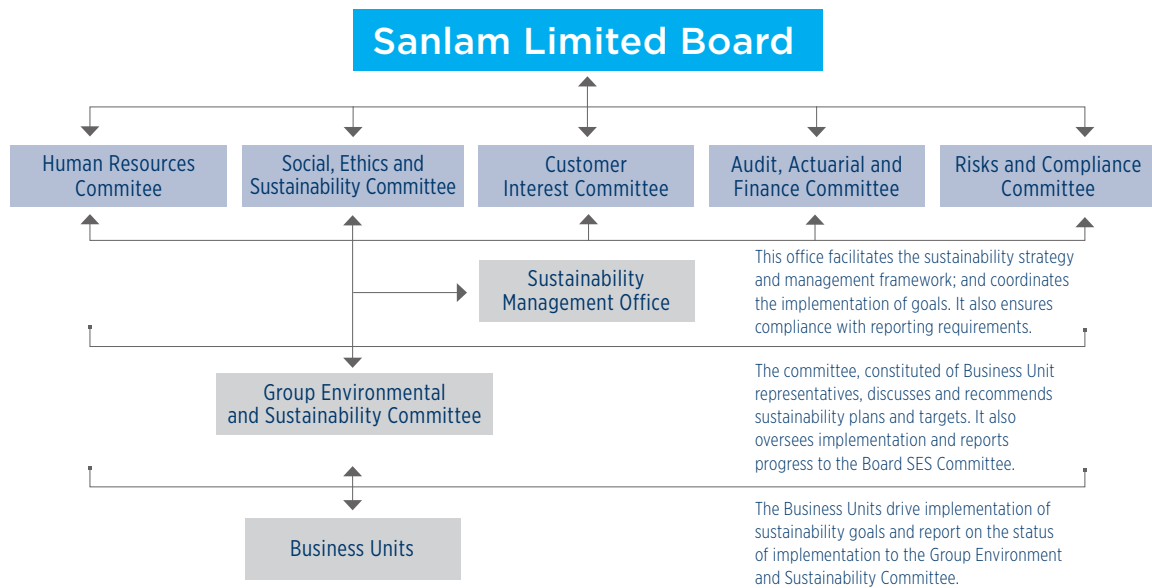 Sanlam Limited Board
Human Resources
Commitee
Social, Ethics and
Sustainability Committee
Customer
Interest Committee
Audit, Actuarial and
Finance Committee
Risks and Compliance
Committee
Sustainability
Management Office
This office facilitates the sustainability strategy
and management framework; and coordinates
the implementation of goals. It also ensures
compliance with reporting requirements.
Group Environmental
and Sustainability Committee
The committee, constituted of Business Unit
representatives, discusses and recommends
sustainability plans and targets. It also
oversees implementation and reports
progress to the Board SES Committee.
Business Units
The Business Units drive implementation of
sustainability goals and report on the status
of implementation to the Group Environment
and Sustainability Committee.